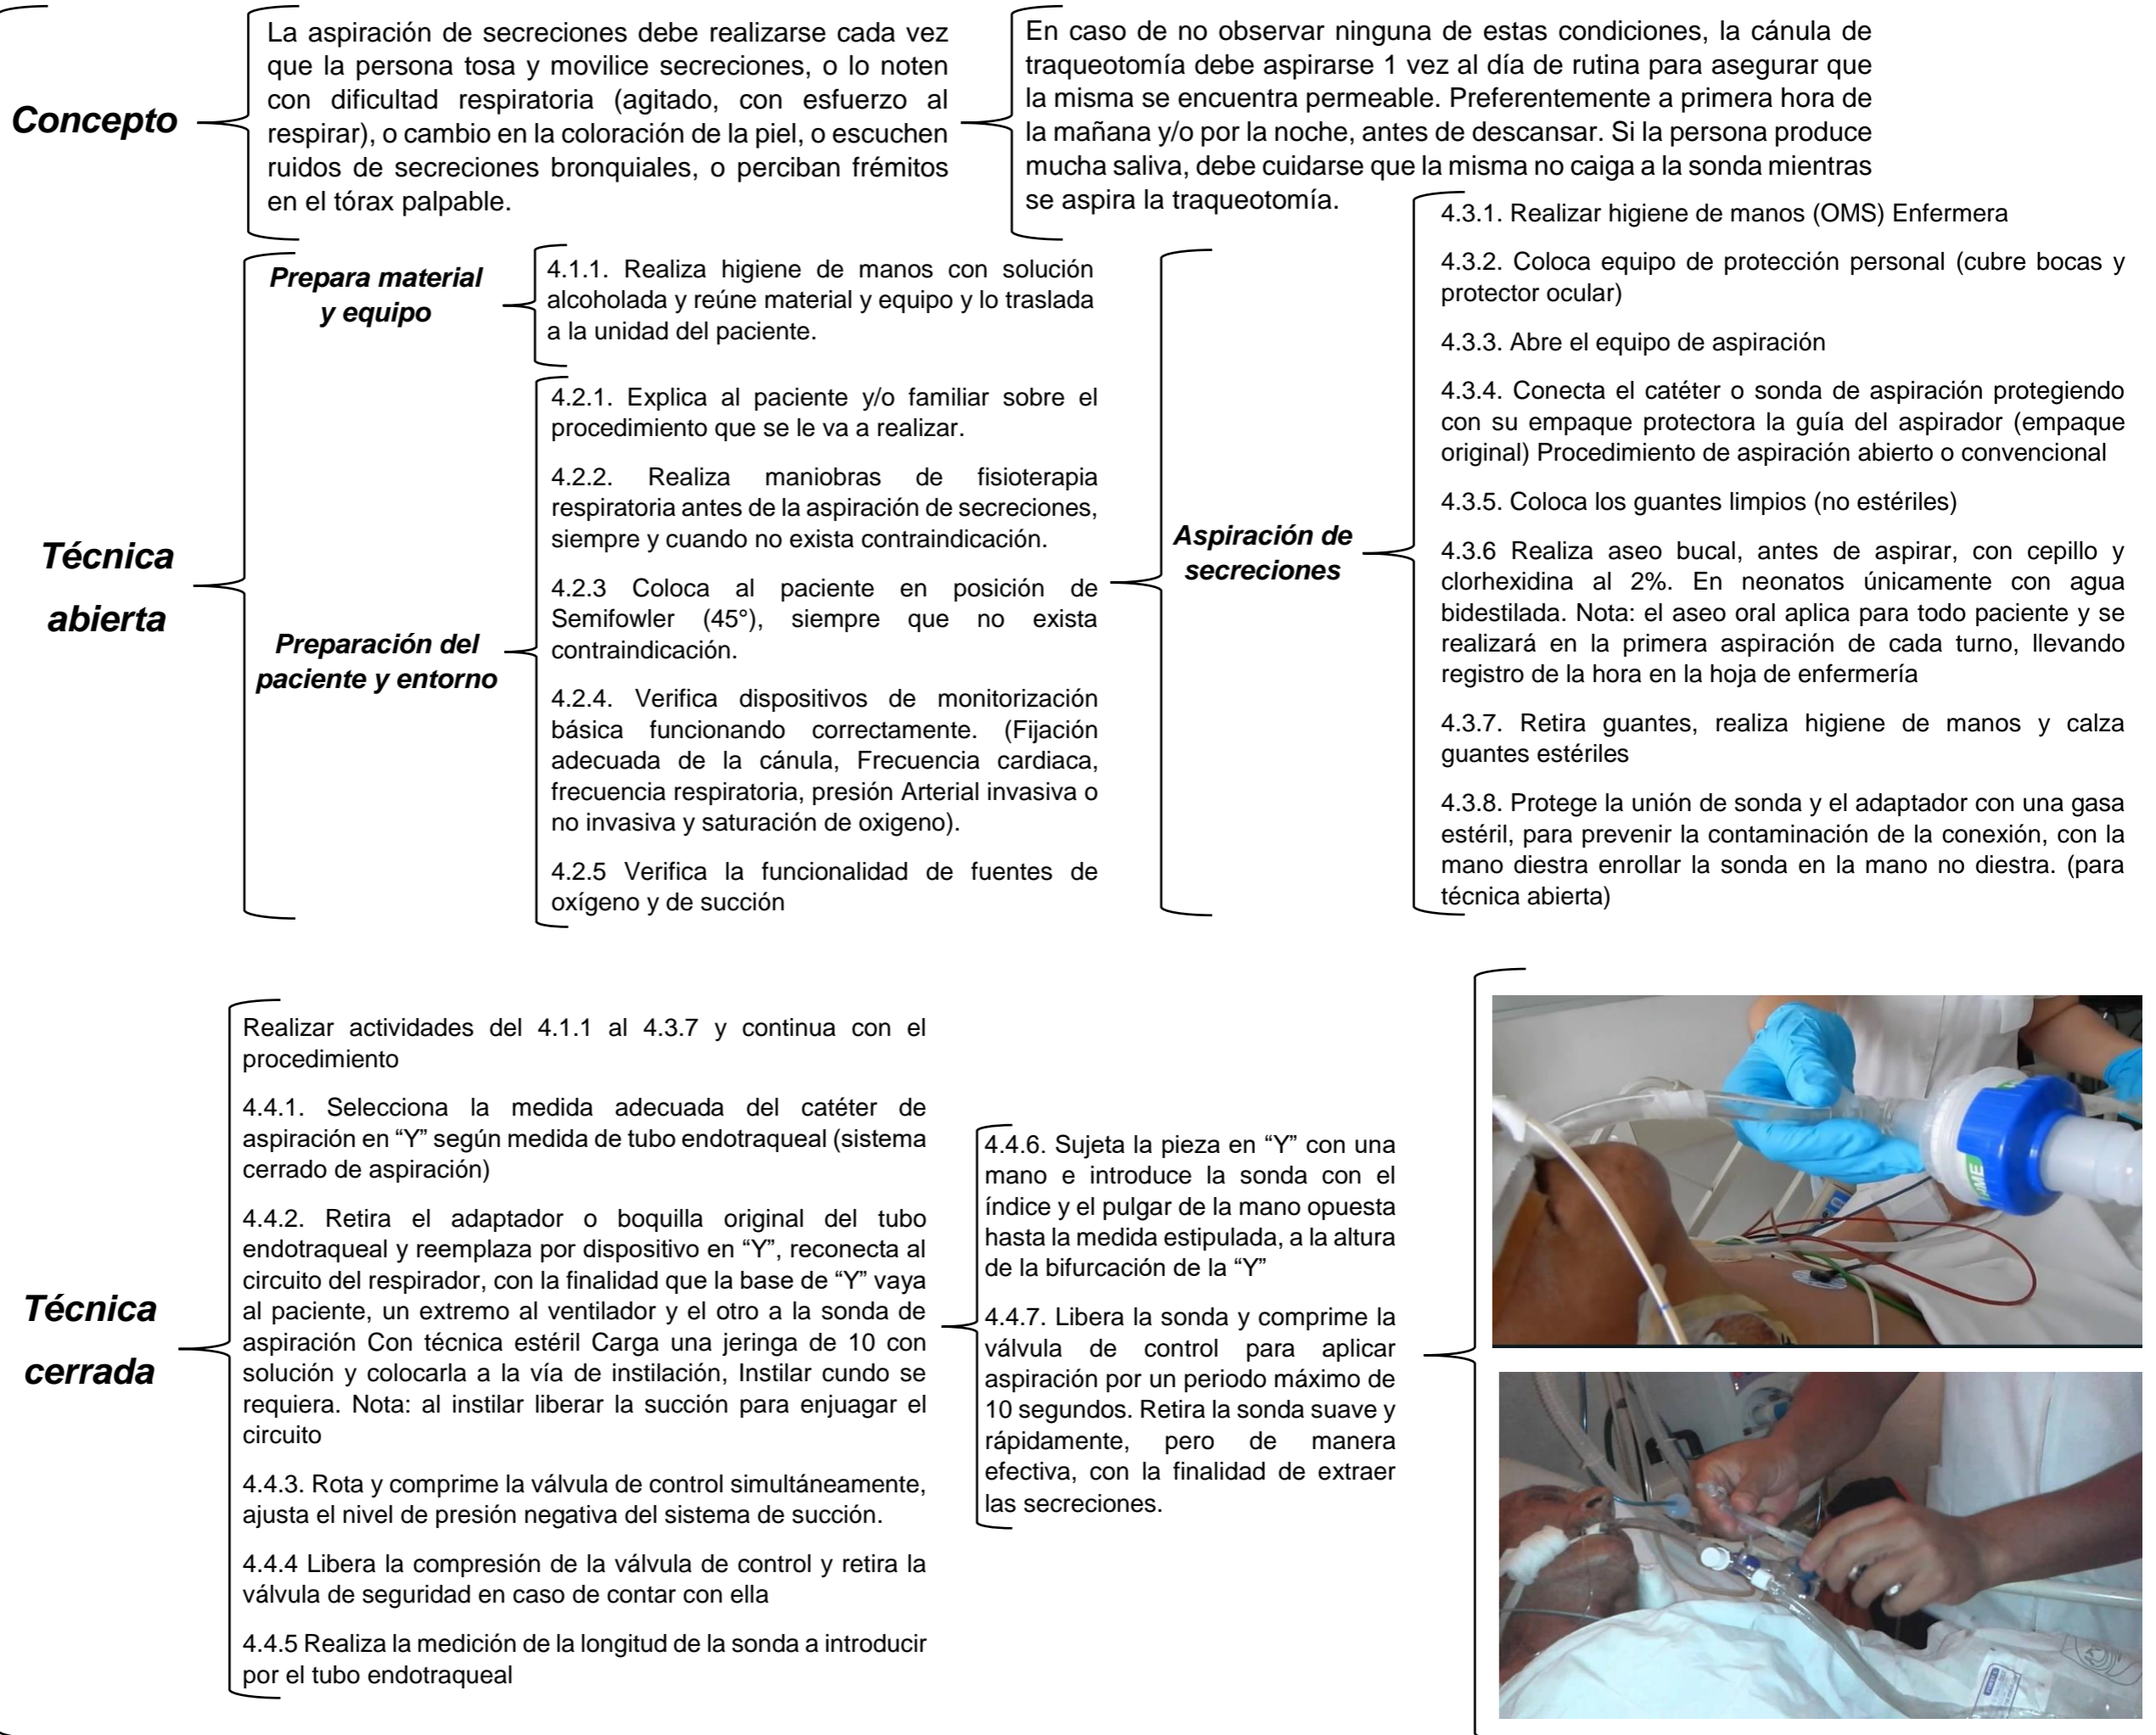 Concepto
La aspiración de secreciones debe realizarse cada vez
que la persona tosa y movilice secreciones, o lo noten
con dificultad respiratoria (agitado, con esfuerzo al
respirar), o cambio en la coloración de la piel, o escuchen
ruidos de secreciones bronquiales, o perciban frémitos
en el tórax palpable.
En caso de no observar ninguna de estas condiciones, la cánula de
traqueotomía debe aspirarse 1 vez al día de rutina para asegurar que
la misma se encuentra permeable. Preferentemente a primera hora de
la mañana y/o por la noche, antes de descansar. Si la persona produce
mucha saliva, debe cuidarse que la misma no caiga a la sonda mientras
se aspira la traqueotomía.
Técnica
abierta
Prepara material
y equipo
4.1.1. Realiza higiene de manos con solución
alcoholada y reúne material y equipo y lo traslada
a la unidad del paciente.
Preparación del
paciente y entorno
4.2.1. Explica al paciente y/o familiar sobre el
procedimiento que se le va a realizar.
4.2.2. Realiza maniobras de fisioterapia
respiratoria antes de la aspiración de secreciones,
siempre y cuando no exista contraindicación.
4.2.3 Coloca al paciente en posición de
Semifowler (45°), siempre que no exista
contraindicación.
4.2.4. Verifica dispositivos de monitorización
básica funcionando correctamente. (Fijación
adecuada de la cánula, Frecuencia cardiaca,
frecuencia respiratoria, presión Arterial invasiva o
no invasiva y saturación de oxigeno).
4.2.5 Verifica la funcionalidad de fuentes de
oxígeno y de succión
Aspiración de
secreciones
4.3.1. Realizar higiene de manos (OMS) Enfermera
4.3.2. Coloca equipo de protección personal (cubre bocas y
protector ocular)
4.3.3. Abre el equipo de aspiración
4.3.4. Conecta el catéter o sonda de aspiración protegiendo
con su empaque protectora la guía del aspirador (empaque
original) Procedimiento de aspiración abierto o convencional
4.3.5. Coloca los guantes limpios (no estériles)
4.3.6 Realiza aseo bucal, antes de aspirar, con cepillo y
clorhexidina al 2%. En neonatos únicamente con agua
bidestilada. Nota: el aseo oral aplica para todo paciente y se
realizará en la primera aspiración de cada turno, llevando
registro de la hora en la hoja de enfermería
4.3.7. Retira guantes, realiza higiene de manos y calza
guantes estériles
4.3.8. Protege la unión de sonda y el adaptador con una gasa
estéril, para prevenir la contaminación de la conexión, con la
mano diestra enrollar la sonda en la mano no diestra. (para
técnica abierta)
Técnica
cerrada
Realizar actividades del 4.1.1 al 4.3.7 y continua con el
procedimiento
4.4.1. Selecciona la medida adecuada del catéter de
aspiración en “Y” según medida de tubo endotraqueal (sistema
cerrado de aspiración)
4.4.2. Retira el adaptador o boquilla original del tubo
endotraqueal y reemplaza por dispositivo en “Y”, reconecta al
circuito del respirador, con la finalidad que la base de “Y” vaya
al paciente, un extremo al ventilador y el otro a la sonda de
aspiración Con técnica estéril Carga una jeringa de 10 con
solución y colocarla a la vía de instilación, Instilar cundo se
requiera. Nota: al instilar liberar la succión para enjuagar el
circuito
4.4.3. Rota y comprime la válvula de control simultáneamente,
ajusta el nivel de presión negativa del sistema de succión.
4.4.4 Libera la compresión de la válvula de control y retira la
válvula de seguridad en caso de contar con ella
4.4.5 Realiza la medición de la longitud de la sonda a introducir
por el tubo endotraqueal
4.4.6. Sujeta la pieza en “Y” con una
mano e introduce la sonda con el
índice y el pulgar de la mano opuesta
hasta la medida estipulada, a la altura
de la bifurcación de la “Y”
4.4.7. Libera la sonda y comprime la
válvula de control para aplicar
aspiración por un periodo máximo de
10 segundos. Retira la sonda suave y
rápidamente, pero de manera
efectiva, con la finalidad de extraer
las secreciones.